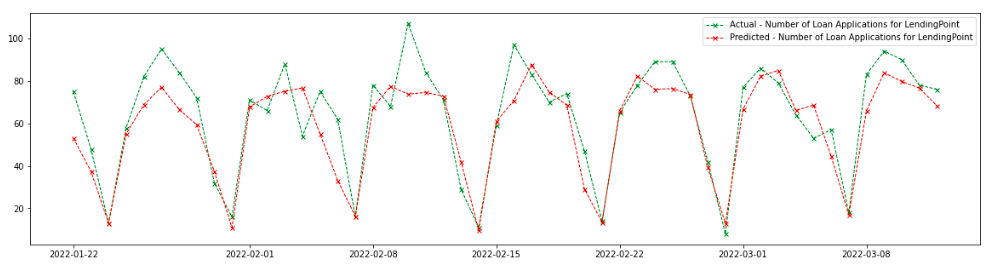 Actual - Number of Loan Applications for LendingPoint
Predicted - Number of Loan Applications for LendingPoint
100
80
60
40
20
2022-01-22 2022-02-01 2022-02-08 2022-02-15 2022-02-22 2022-03-01 2022-03-08